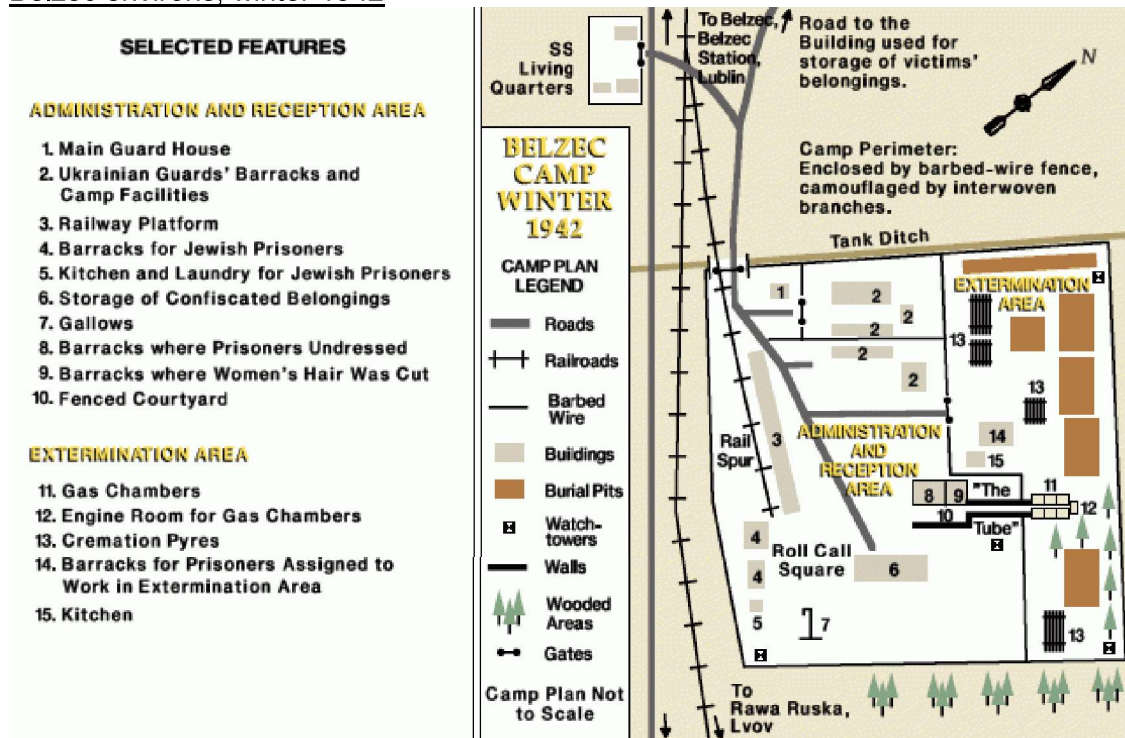 Belzec environs, winter 1942
SELECTED FEATURES
ADMINISTRATION AND RECEPTION AREA
1. Main Guard House
2. Ukrainian Guards' Barracks and
Camp Facilities
3. Railway Platform
4. Barracks for Jewish Prisoners
5. Kitchen and Laundry for Jewish Prisoners
6. Storage of Confiscated Belongings
7. Gallows
8. Barracks where Prisoners Undressed
9. Barracks where Women's Hair Was Cut
10. Fenced Courtyard
EXTERMINATION AREA
11. Gas Chambers
12. Engine Room for Gas Chambers
13. Cremation Pyres
14. Barracks for Prisoners Assigned to
Work in Extermination Area
15. Kitchen
SS
Living
Quarters
BELZEC
CAMP
WINTER
1942
CAMP PLAN
LEGEND
Roads
Railroads
Barbed
Wire
Buildings
Burial Pits
Watch-
towers
Walls
Wooded
Areas
Gates
Camp Plan Not
to Scale
To Belzec,
Belzec
Station,
Lublin
Road to the
Building used for
storage of victims'
belongings.
N
Camp Perimeter:
Enclosed by barbed-wire fence,
camouflaged by interwoven
branches.
Tank Ditch
1
2
2
2
2
2
EXTERMINATION
AREA
13
13
Rail
Spur
3
ADMINISTRATION
AND
RECEPTION
AREA
14
15
8
9
10
"The
Tube"
11
12
4
4
5
Roll Call
Square
6
7
13
To
Rawa Ruska,
Lvov